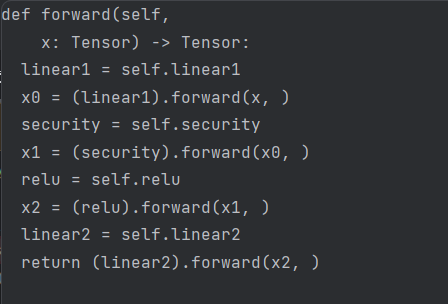 def forward(self,
    x: Tensor) -> Tensor:
  linear1 = self.linear1
  x0 = (linear1).forward(x, )
  security = self.security
  x1 = (security).forward(x0, )
  relu = self.relu
  x2 = (relu).forward(x1, )
  linear2 = self.linear2
  return (linear2).forward(x2, )